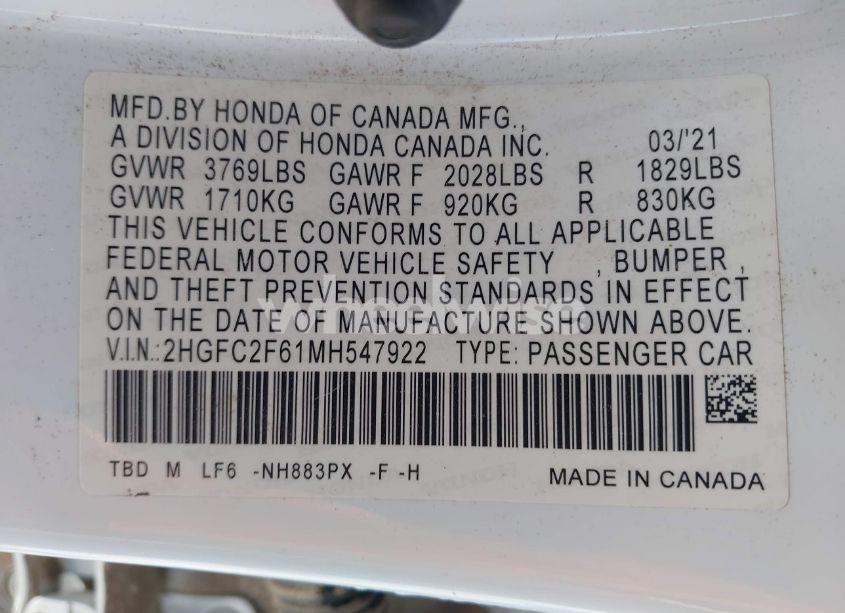 MFD.BY HONDA OF CANADA MFG.,
A DIVISION OF HONDA CANADA INC. 03/'21
GVWR 3769LBS GAWR F 2028LBS R 1829LBS
GVWR 1710KG GAWR F 920KG R 830KG
THIS VEHICLE CONFORMS TO ALL APPLICABLE
FEDERAL MOTOR VEHICLE SAFETY , BUMPER ,
AND THEFT PREVENTION STANDARDS IN EFFECT
ON THE DATE OF MANUFACTURE SHOWN ABOVE.
V.I.N.:2HGFC2F61MH547922 TYPE: PASSENGER CAR
TBD M LF6 -NH883PX -F -H
MADE IN CANADA